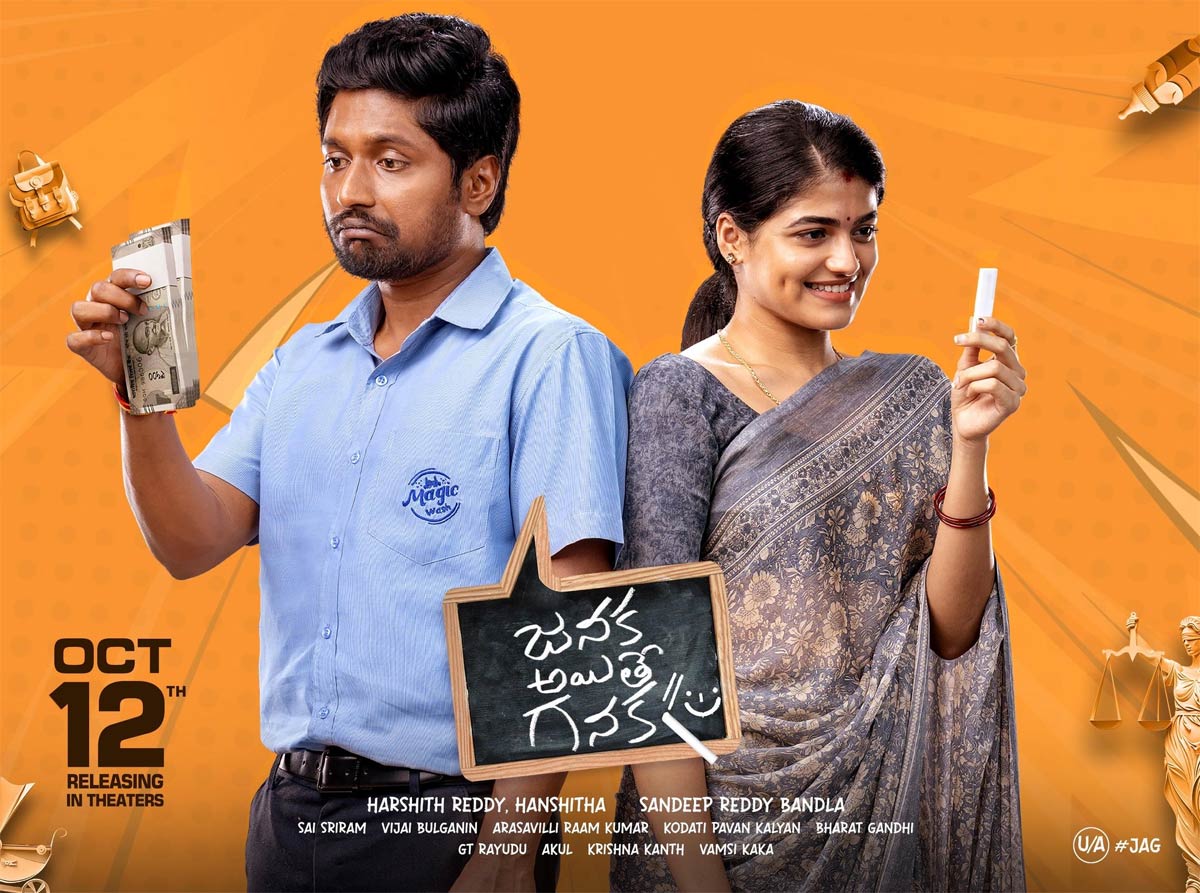 Magic
Wash
జనక
అయితే
గనక
OCT
12TH
RELEASING
IN THEATERS
HARSHITH REDDY, HANSHITHA SANDEEP REDDY BANDLA
SAI SRIRAM VIJAI BULGANIN ARASAVILLI RAAM KUMAR KODATI PAVAN KALYAN BHARAT GANDHI
GT RAYUDU AKUL KRISHNA KANTH VAMSI KAKA
U/A #JAG